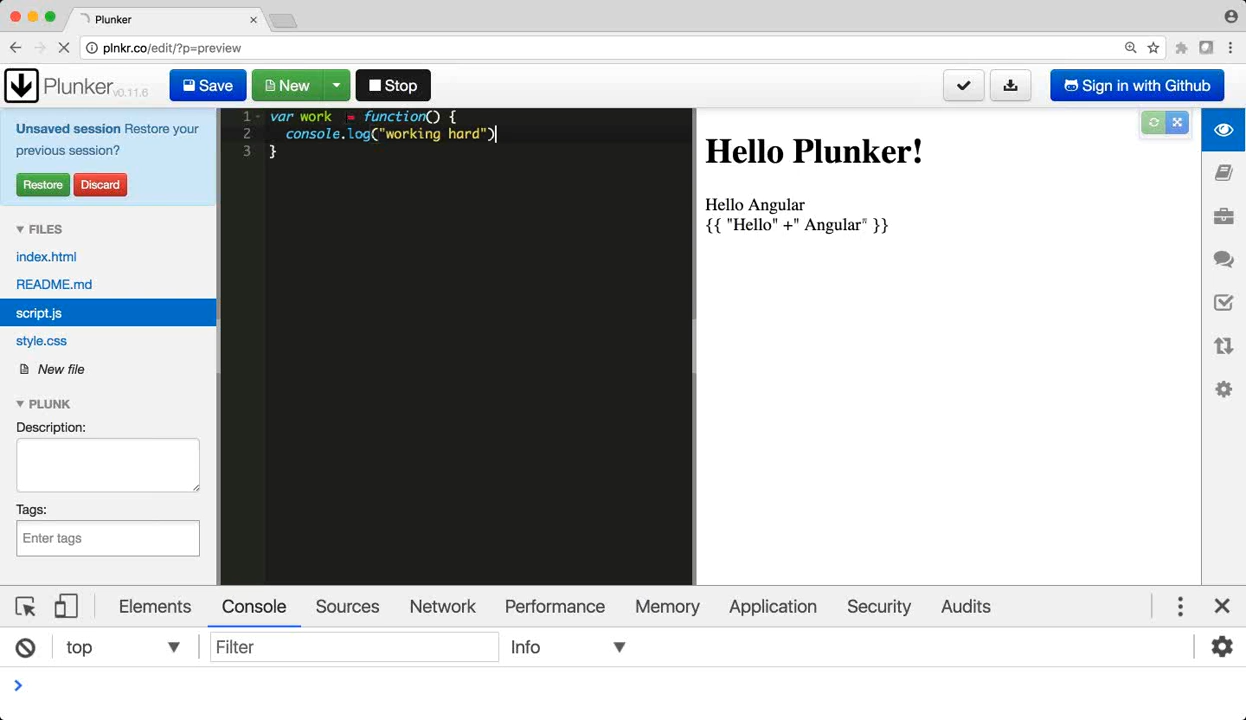 Plunker
plnkr.co/edit/?p=preview
Plunker v0.11.6
Save
New
Stop
Sign in with Github
Unsaved session Restore your
previous session?
Restore
Discard
FILES
index.html
README.md
script.js
style.css
New file
PLUNK
Description:
Tags:
Enter tags
1 var work = function() {
2 console.log("working hard")
3 }
Hello Plunker!
Hello Angular
{{ "Hello" +" Angular" }}
Elements Console Sources Network Performance Memory Application Security Audits
top
Filter
Info